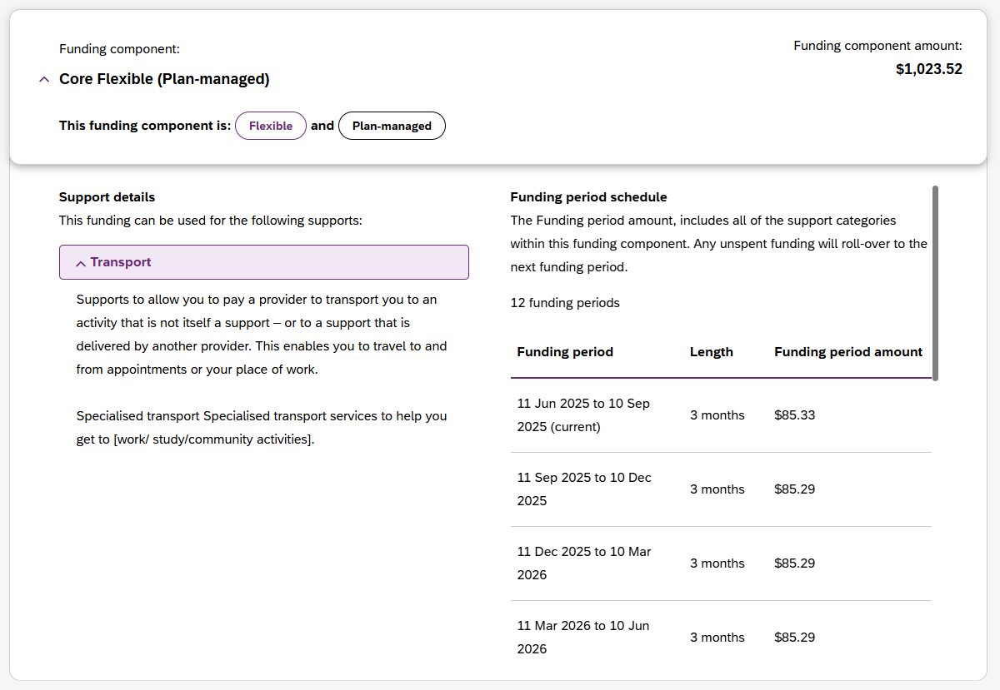 Funding component:
Core Flexible (Plan-managed)
Funding component amount:
$1,023.52
This funding component is: Flexible and Plan-managed
Support details
This funding can be used for the following supports:
Transport
Supports to allow you to pay a provider to transport you to an
activity that is not itself a support – or to a support that is
delivered by another provider. This enables you to travel to and
from appointments or your place of work.
Specialised transport Specialised transport services to help you
get to [work/ study/community activities].
Funding period schedule
The Funding period amount, includes all of the support categories
within this funding component. Any unspent funding will roll-over to the
next funding period.
12 funding periods
Funding period Length Funding period amount
11 Jun 2025 to 10 Sep
2025 (current) 3 months $85.33
11 Sep 2025 to 10 Dec
2025 3 months $85.29
11 Dec 2025 to 10 Mar
2026 3 months $85.29
11 Mar 2026 to 10 Jun
2026 3 months $85.29